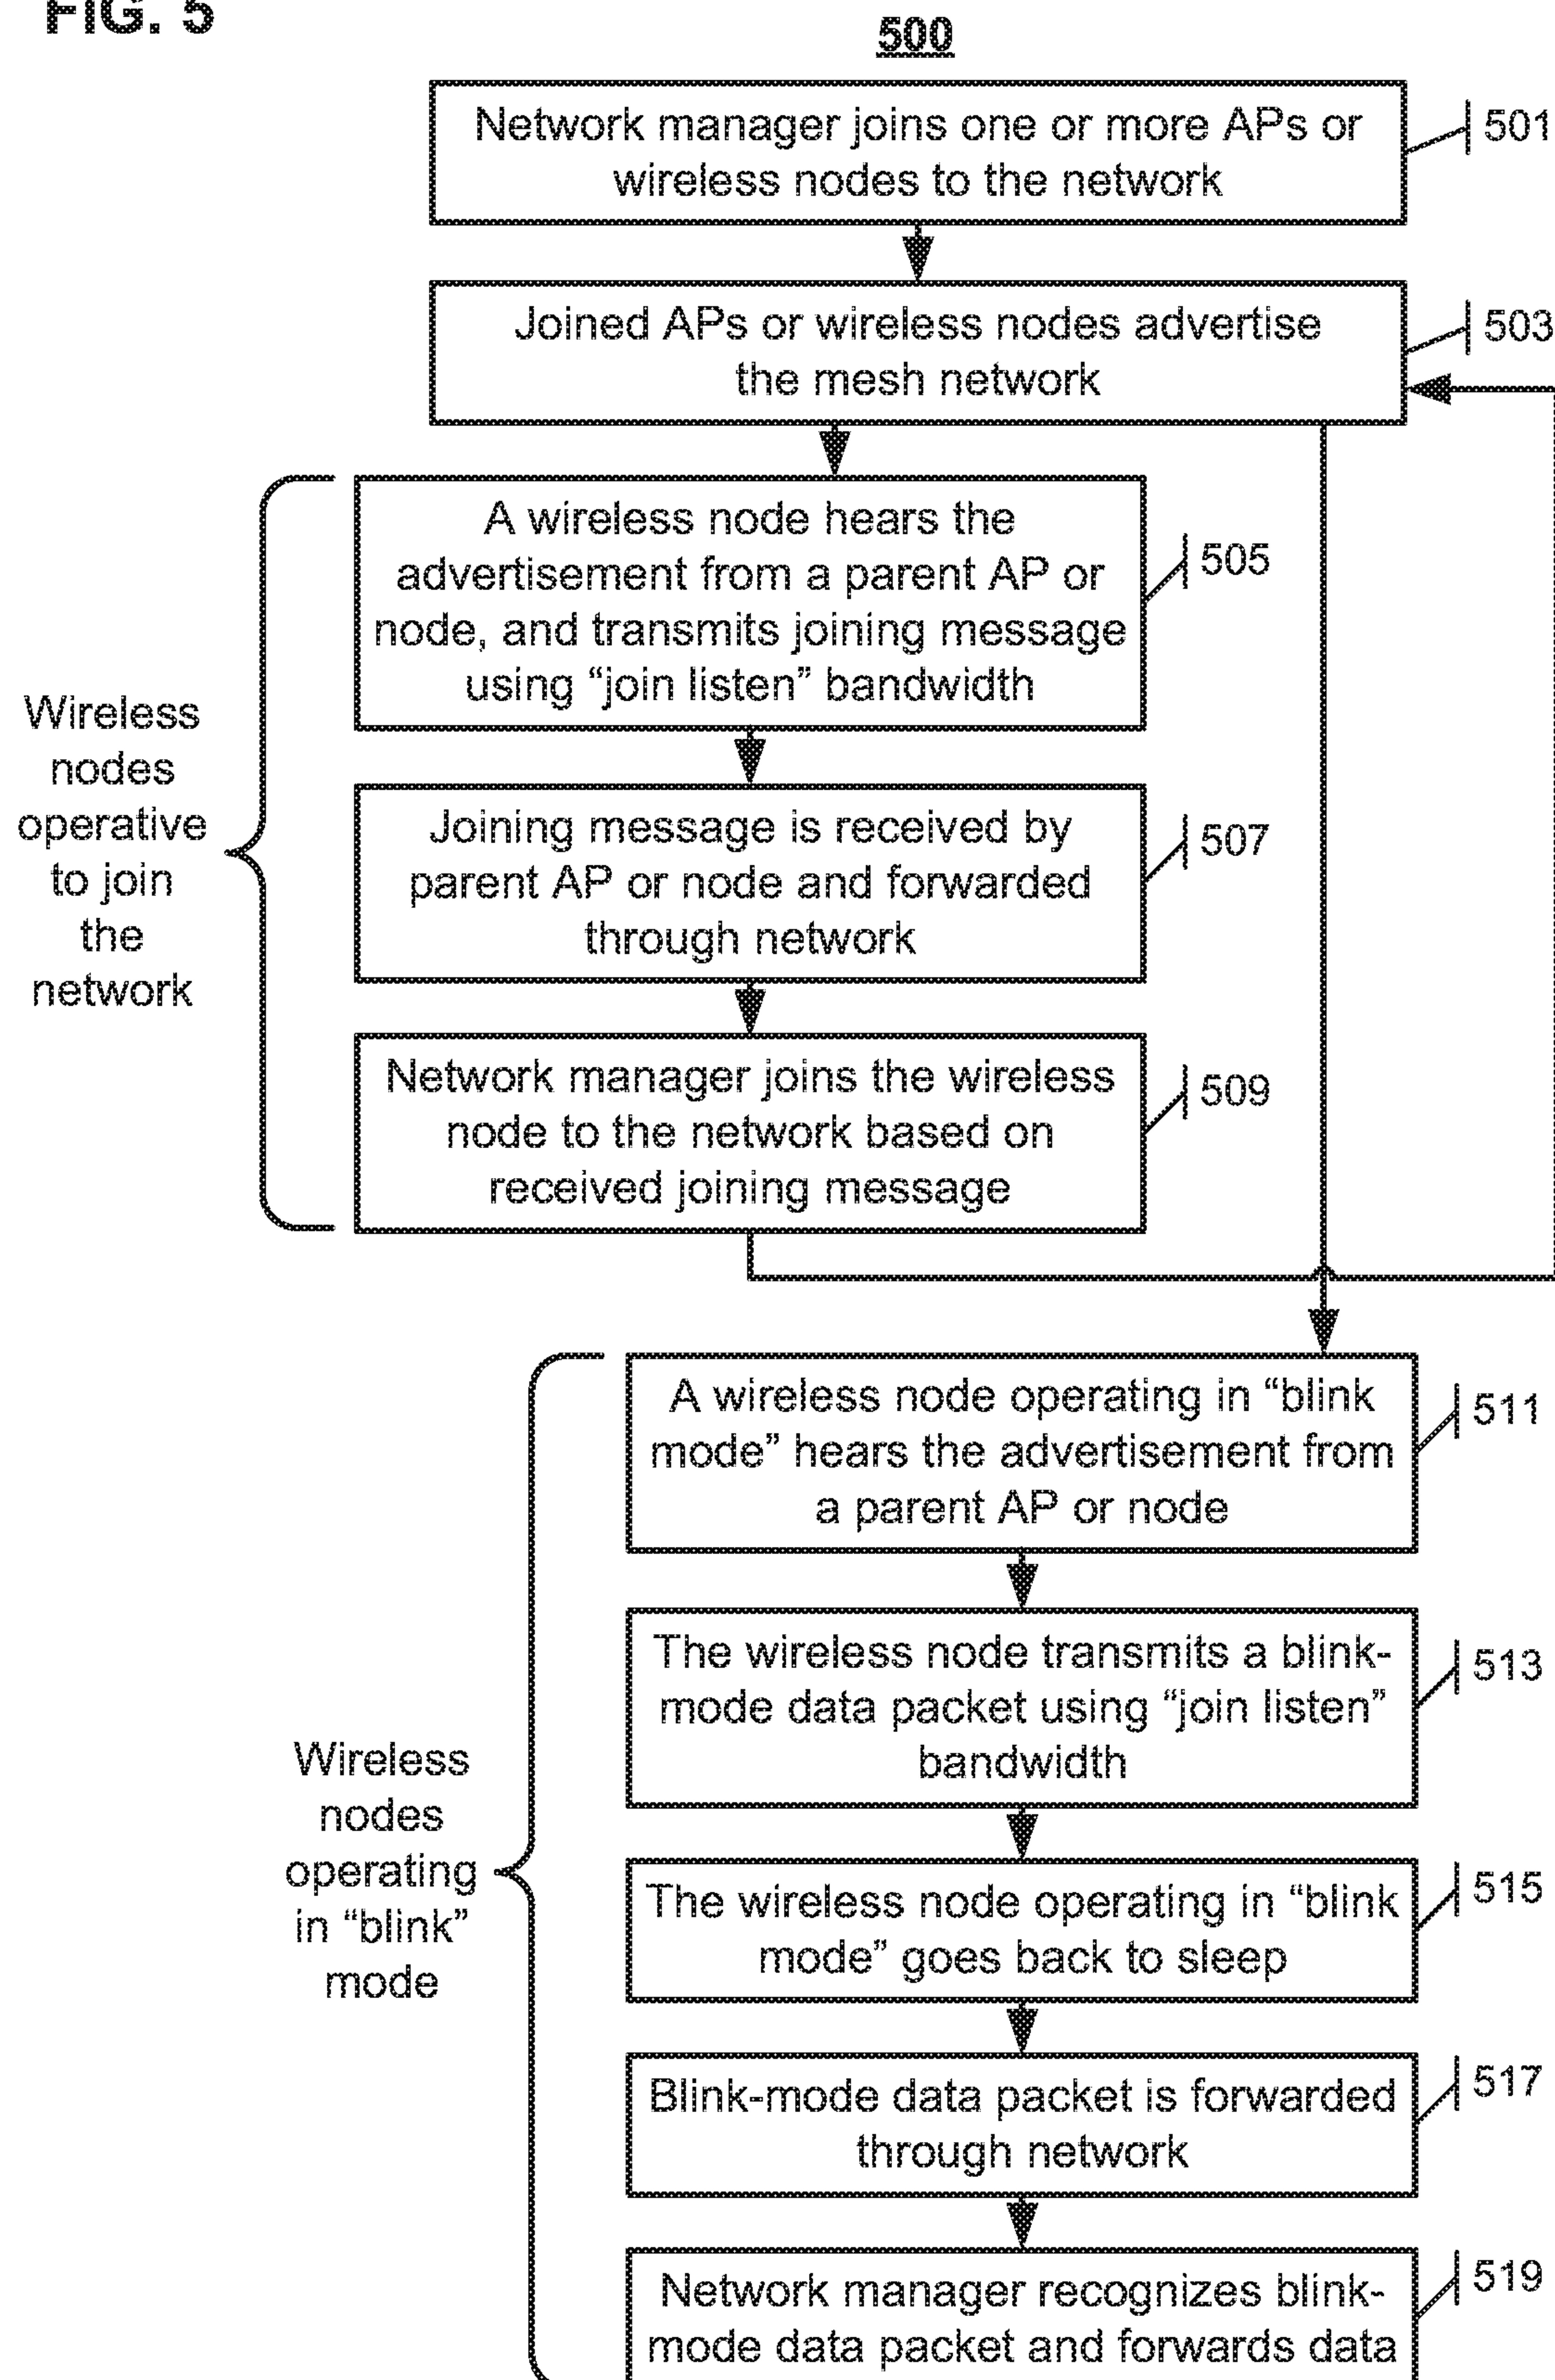 FIG. 5
500
Network manager joins one or more APs or
wireless nodes to the network
501
Joined APs or wireless nodes advertise
the mesh network
503
A wireless node hears the
advertisement from a parent AP or
node, and transmits joining message
using “join listen” bandwidth
505
Wireless
nodes
operative
to join
the
network
Joining message is received by
parent AP or node and forwarded
through network
507
Network manager joins the wireless
node to the network based on
received joining message
509
A wireless node operating in “blink
mode” hears the advertisement from
a parent AP or node
511
The wireless node transmits a blink-
mode data packet using “join listen”
bandwidth
513
Wireless
nodes
operating
in “blink”
mode
The wireless node operating in “blink
mode” goes back to sleep
515
Blink-mode data packet is forwarded
through network
517
Network manager recognizes blink-
mode data packet and forwards data
519